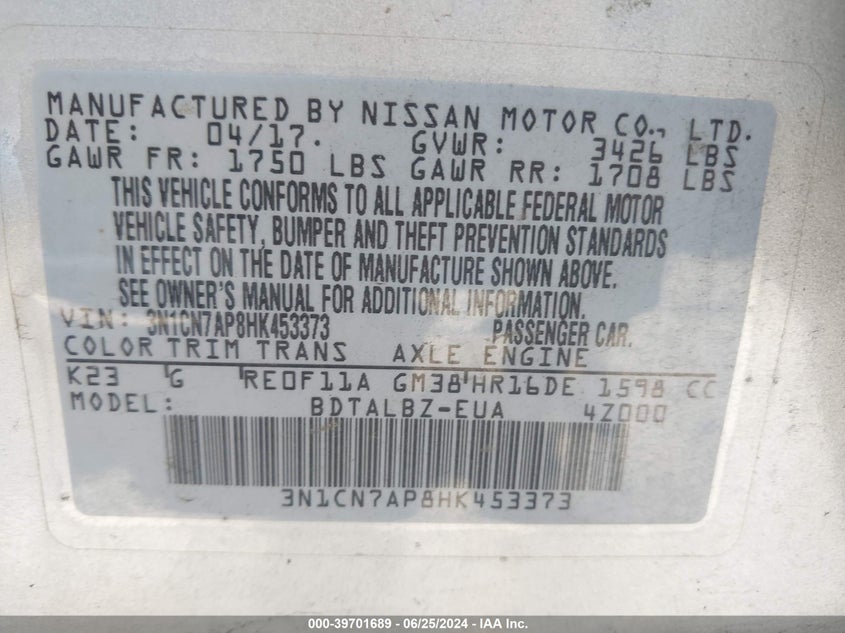 MANUFACTURED BY NISSAN MOTOR CO., LTD.
DATE: 04/17. GVWR: 3426 LBS
GAWR FR: 1750 LBS GAWR RR: 1708 LBS
THIS VEHICLE CONFORMS TO ALL APPLICABLE FEDERAL MOTOR
VEHICLE SAFETY, BUMPER AND THEFT PREVENTION STANDARDS
IN EFFECT ON THE DATE OF MANUFACTURE SHOWN ABOVE.
SEE OWNER'S MANUAL FOR ADDITIONAL INFORMATION.
VIN: 3N1CN7AP8HK453373 PASSENGER CAR.
COLOR TRIM TRANS AXLE ENGINE
K23 G RE0F11A GM38 HR16DE 1598 CC
MODEL: BDTALBZ-EUA 4Z000
3N1CN7AP8HK453373
000-39701689 - 06/25/2024 - IAA Inc.